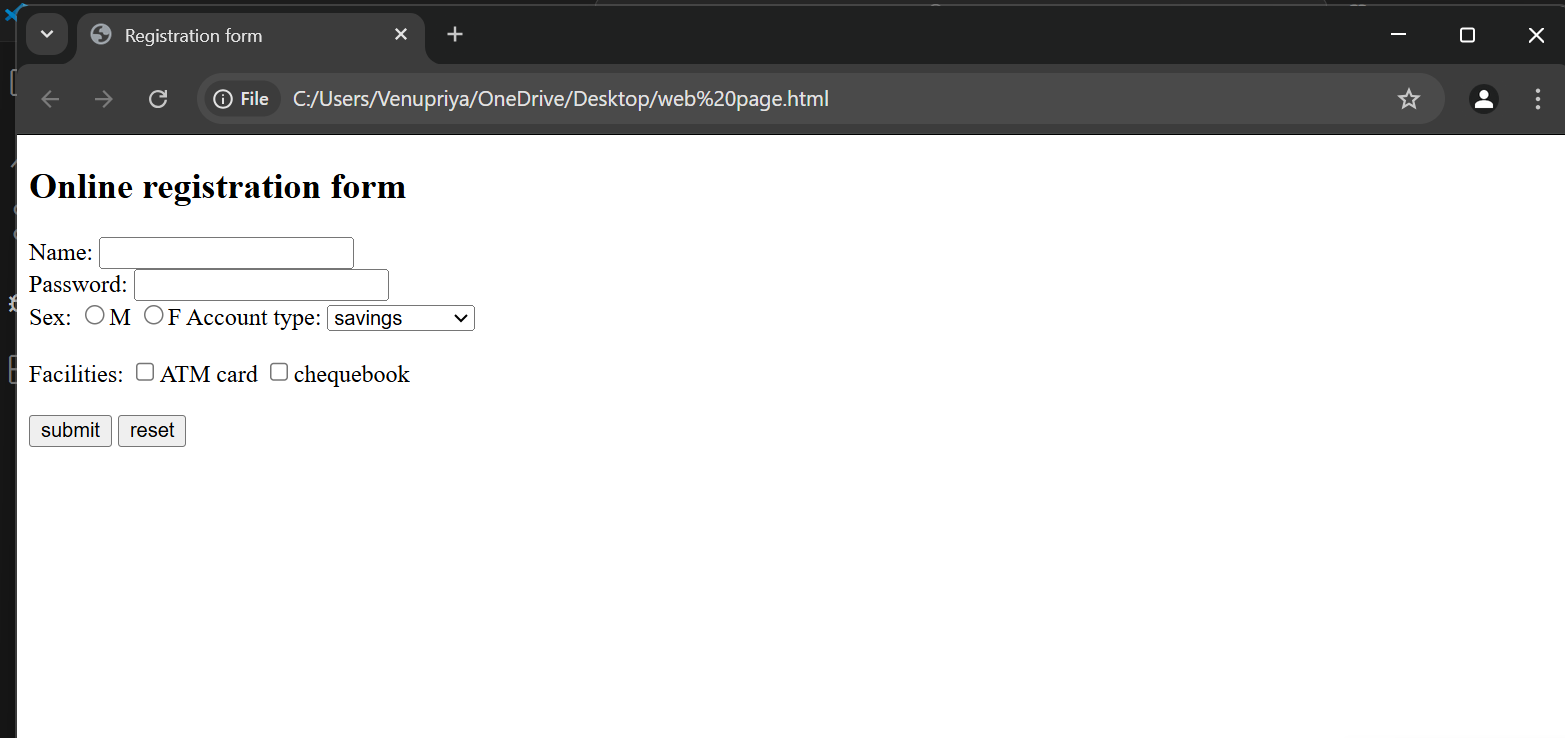 Registration form
File C:/Users/Venupriya/OneDrive/Desktop/web%20page.html
Online registration form
Name:
Password:
Sex: M F Account type: savings
Facilities: ATM card chequebook
submit reset